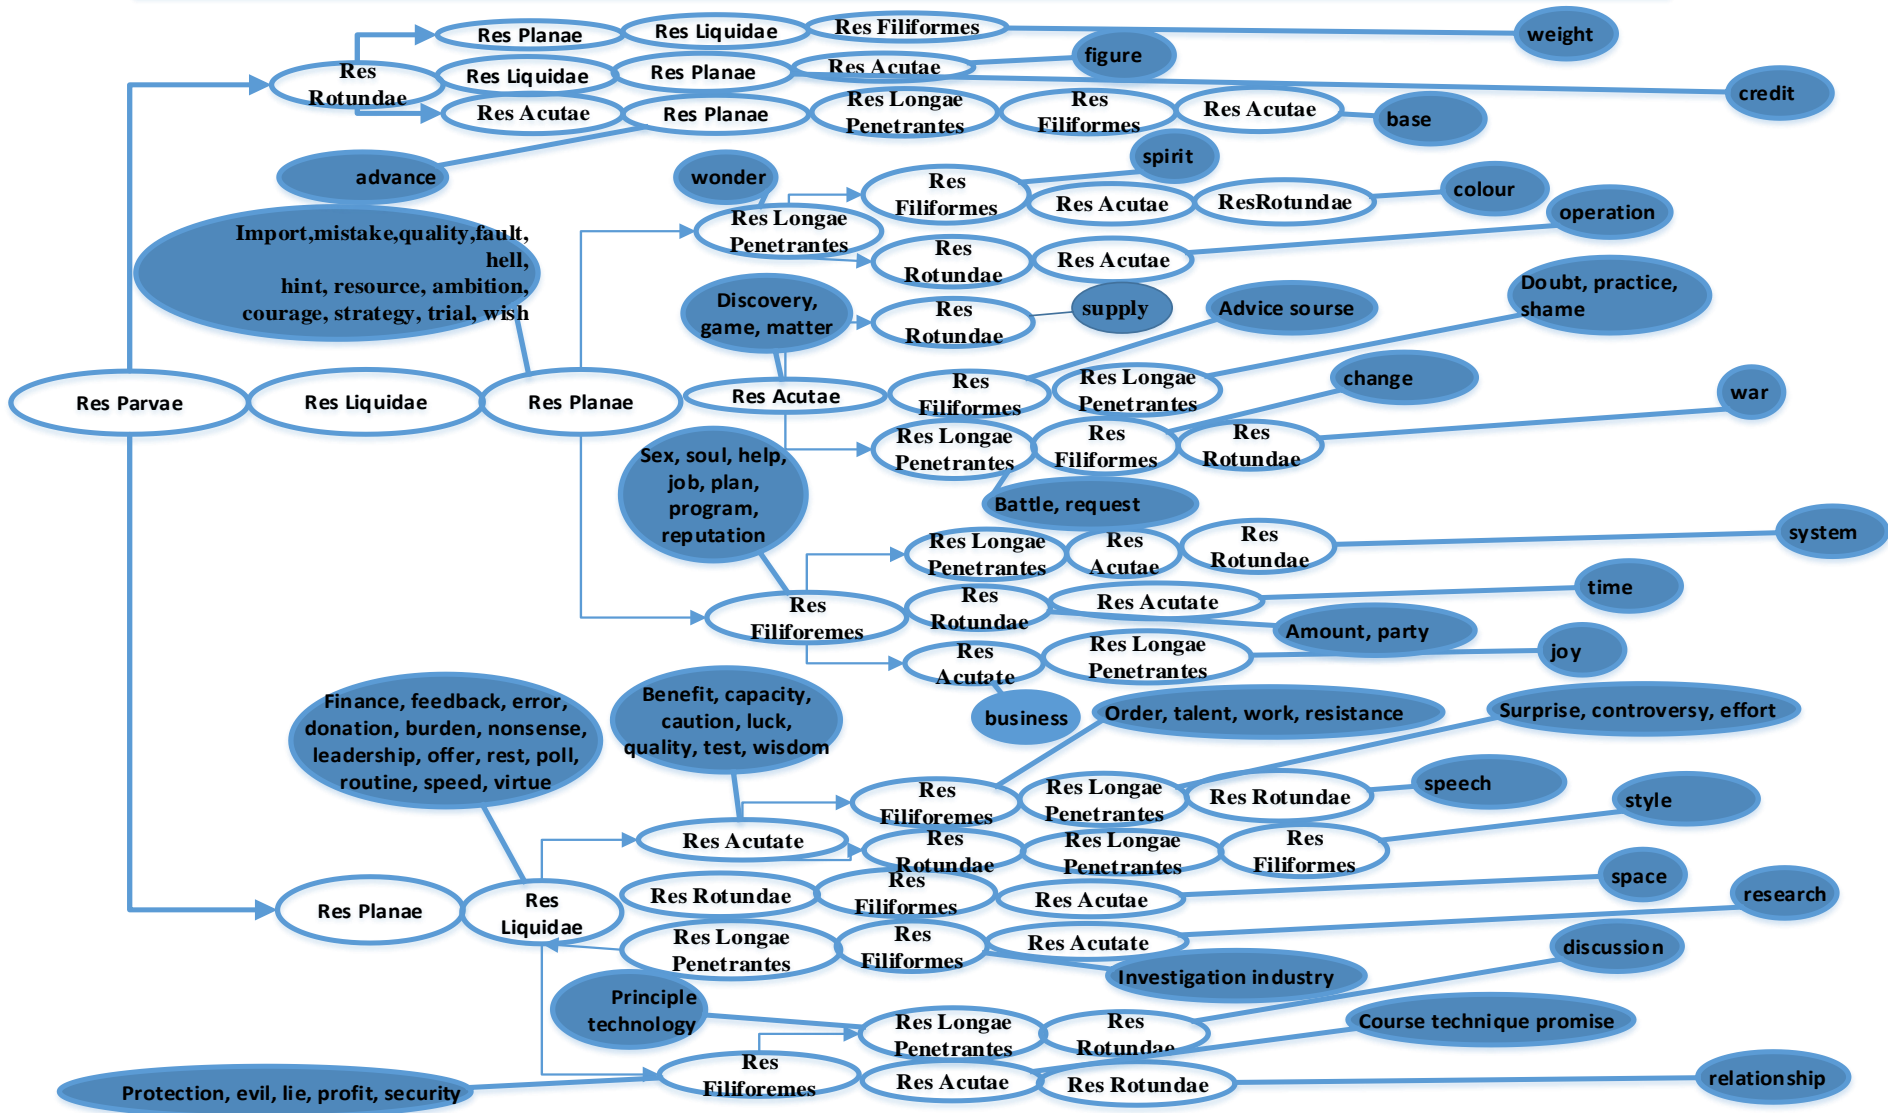 Res Planae
Res Liquidae
Res Filiformes
weight
Res
Rotundae
Res Liquidae
Res Planae
Res Acutae
figure
credit
Res Acutae
Res Planae
Res Longae
Penetrantes
Res
Filiformes
Res Acutae
base
advance
wonder
spirit
Res
Filiformes
Res Acutae
ResRotundae
colour
Res Longae
Penetrantes
operation
Res
Rotundae
Res Acutae
Import,mistake,quality,fault,
hell,
hint, resource, ambition,
courage, strategy, trial, wish
Discovery,
game, matter
Res
Rotundae
supply
Advice sourse
Doubt, practice,
shame
Res Parvae
Res Liquidae
Res Planae
Res Acutae
Res
Filiformes
Res Longae
Penetrantes
change
war
Res Longae
Penetrantes
Res
Filiformes
Res
Rotundae
Battle, request
Sex, soul, help,
job, plan,
program,
reputation
Res Longae
Penetrantes
Res
Acutae
Res
Rotundae
system
Res
Filiforemes
Res
Rotundae
Res Acutate
time
Amount, party
Res
Acutate
Res Longae
Penetrantes
joy
business
Finance, feedback, error,
donation, burden, nonsense,
leadership, offer, rest, poll,
routine, speed, virtue
Benefit, capacity,
caution, luck,
quality, test, wisdom
Order, talent, work, resistance
Surprise, controversy, effort
Res
Filiforemes
Res Longae
Penetrantes
Res Rotundae
speech
style
Res Acutate
Res
Rotundae
Res Longae
Penetrantes
Res
Filiformes
Res Planae
Res
Liquidae
Res Rotundae
Res
Filiformes
Res Acutae
space
research
Res Longae
Penetrantes
Res
Filiformes
Res Acutate
Investigation industry
discussion
Principle
technology
Res Longae
Penetrantes
Res
Rotundae
Course technique promise
Res
Filiforemes
Res Acutae
Res Rotundae
relationship
Protection, evil, lie, profit, security